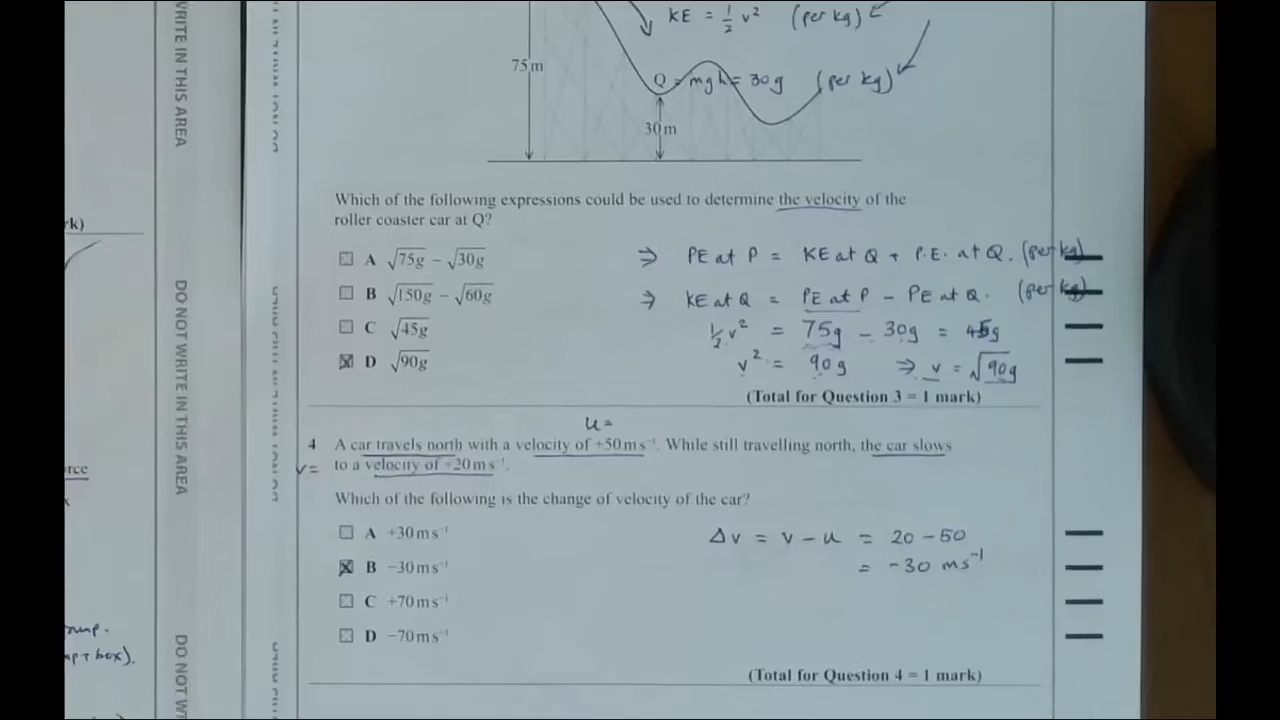 KE = ½ v² (per kg)
75 m
Q = mgh = 30g (per kg)
30 m
Which of the following expressions could be used to determine the velocity of the
roller coaster car at Q?
A √75g − √30g
B √150g − √60g
C √45g
D √90g
⇒ PE at P = KE at Q + P.E. at Q. (per kg)
⇒ KE at Q = PE at P − PE at Q. (per kg)
½v² = 75g − 30g = 45g
v² = 90g ⇒ v = √90g
(Total for Question 3 = 1 mark)
u =
4 A car travels north with a velocity of +50 m s⁻¹. While still travelling north, the car slows
v = to a velocity of +20 m s⁻¹.
Which of the following is the change of velocity of the car?
A +30 m s⁻¹
B −30 m s⁻¹
C +70 m s⁻¹
D −70 m s⁻¹
Δv = v − u = 20 − 50
= −30 ms⁻¹
(Total for Question 4 = 1 mark)
WRITE IN THIS AREA
DO NOT WRITE IN THIS AREA
DO NOT
rk)
rce